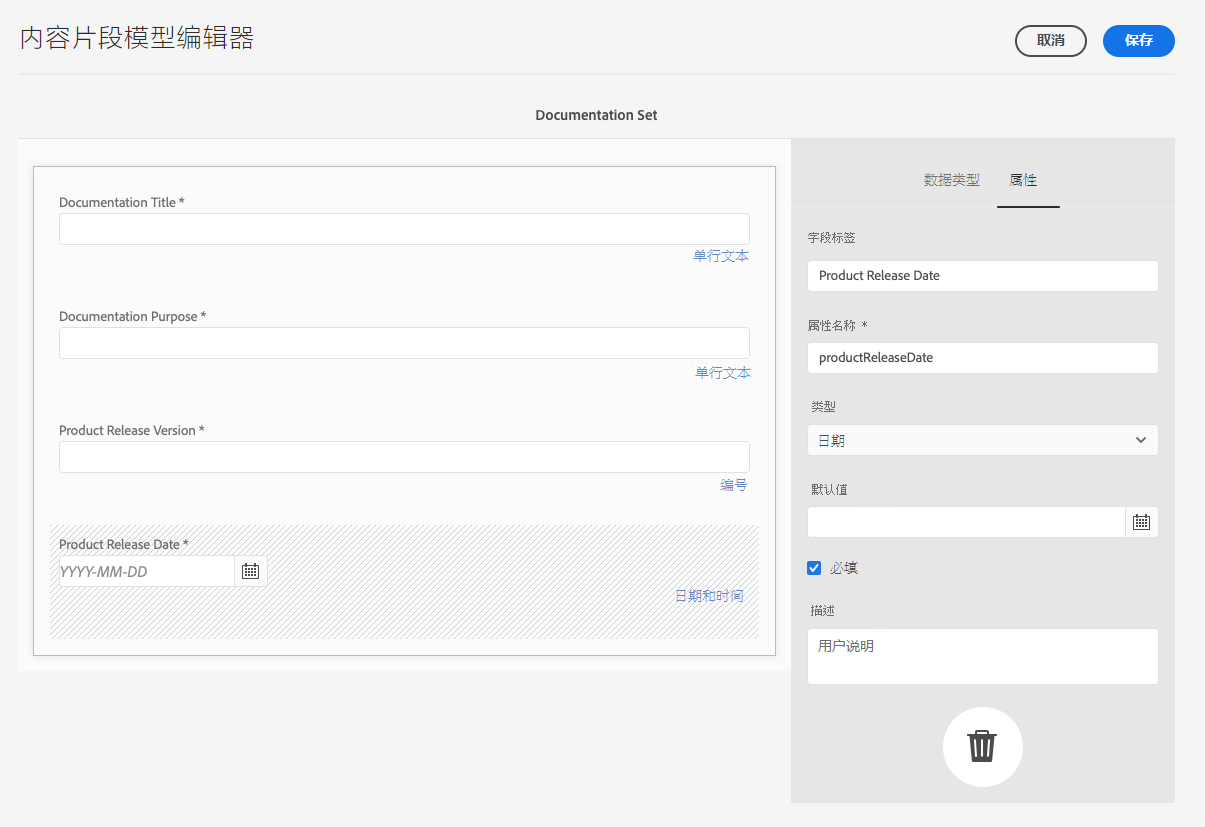 内容片段模型编辑器
取消
保存
Documentation Set
Documentation Title *
单行文本
Documentation Purpose *
单行文本
Product Release Version *
编号
Product Release Date *
YYYY-MM-DD
日期和时间
数据类型
属性
字段标签
Product Release Date
属性名称 *
productReleaseDate
类型
日期
默认值
必填
描述
用户说明